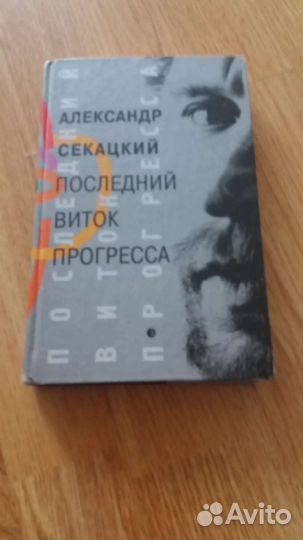 АЛЕКСАНДР
СЕКАЦКИЙ
ПОСЛЕДНИЙ
ВИТОК
ПРОГРЕССА
ПОСЛЕДНИЙ
ВИТОК
ПРОГРЕССА
Avito